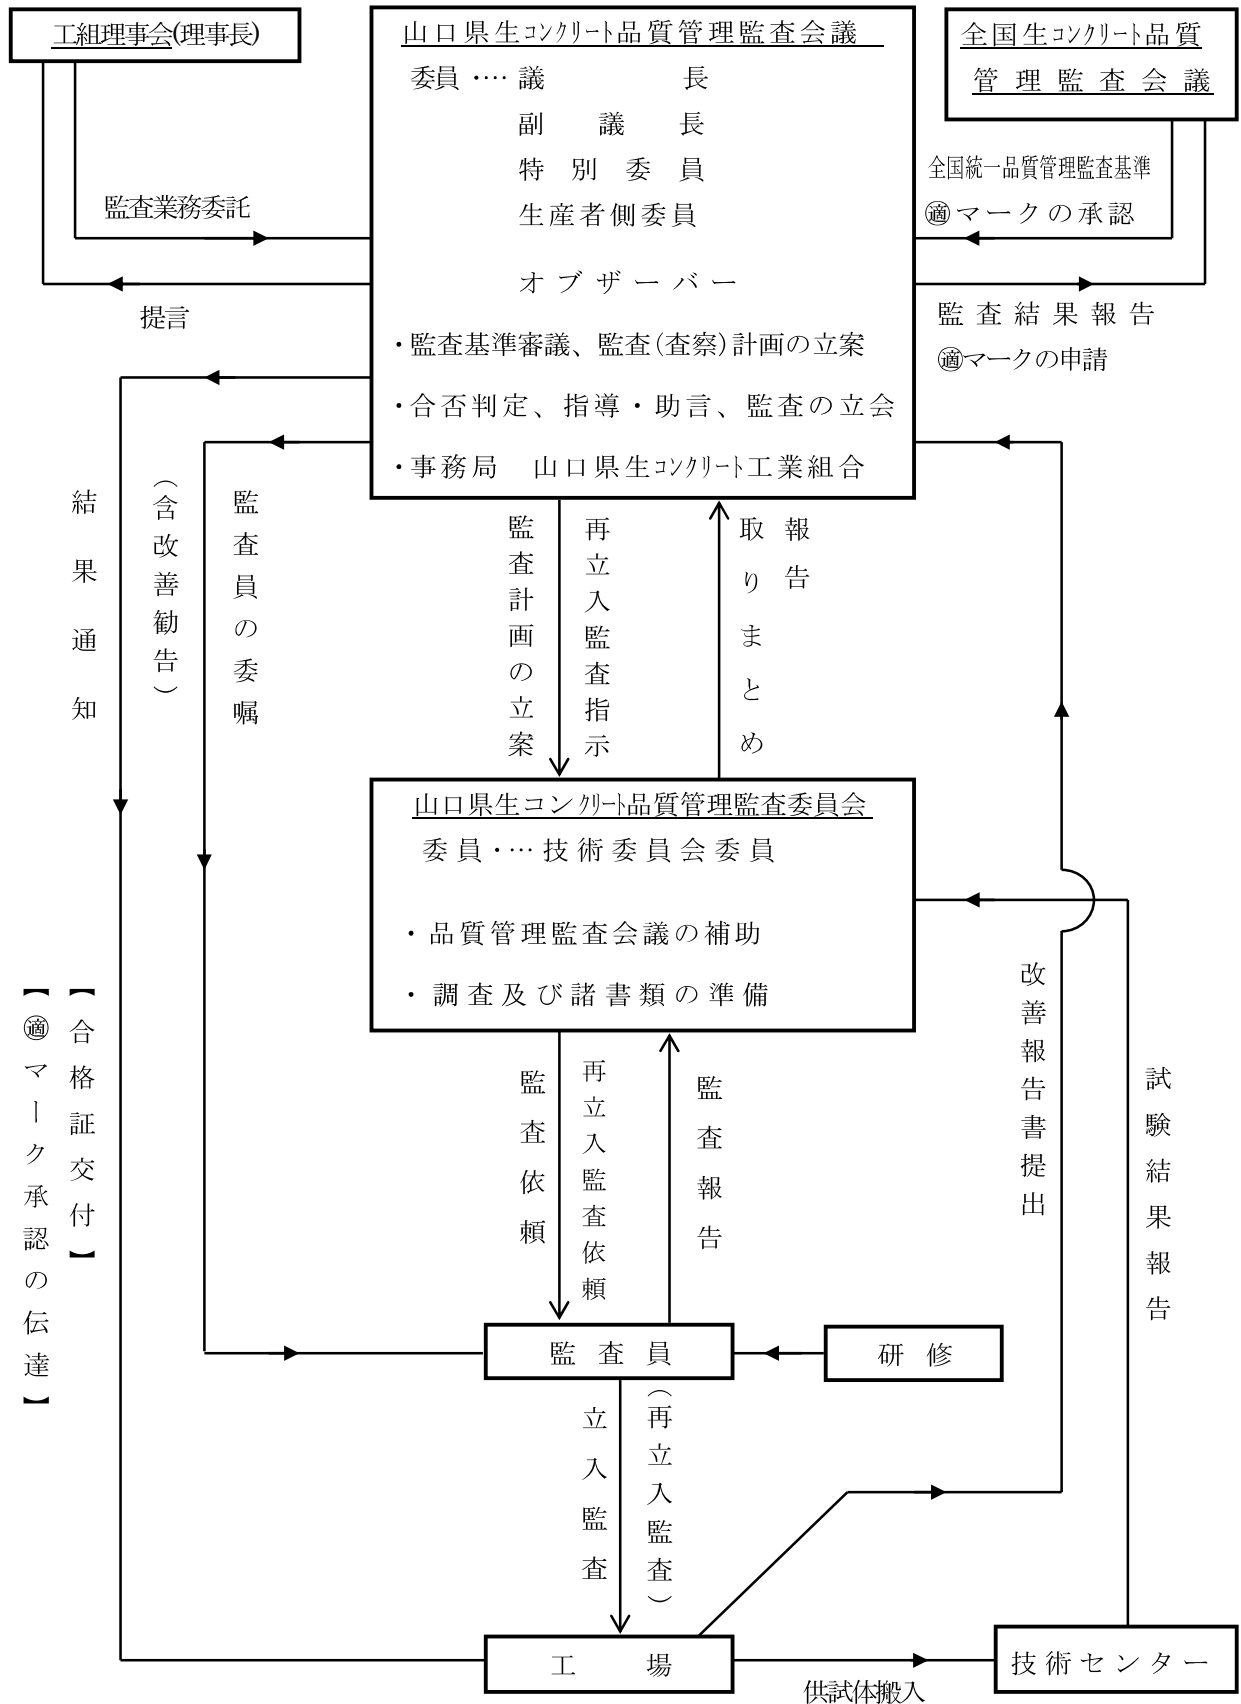 工組理事会(理事長)
山口県生コンクリート品質管理監査会議
委員・…議長
副議長
特別委員
生産者側委員
オブザーバー
・監査基準審議、監査(査察)計画の立案
・合否判定、指導・助言、監査の立会
・事務局　山口県生コンクリート工業組合
全国生コンクリート品質
管理監査会議
全国統一品質管理監査基準
㊜マークの承認
監査結果報告
㊜マークの申請
監査業務委託
提言
結果通知
(含改善勧告)
監査員の委嘱
監査計画の立案
再立入監査指示
取りまとめ
報告
山口県生コンクリート品質管理監査委員会
委員・…技術委員会委員
・品質管理監査会議の補助
・調査及び諸書類の準備
【㊜マーク承認の伝達】
【合格証交付】
監査依頼
再立入監査依頼
監査報告
改善報告書提出
試験結果報告
監査員
研修
立入監査
(再立入監査)
工場
供試体搬入
技術センター